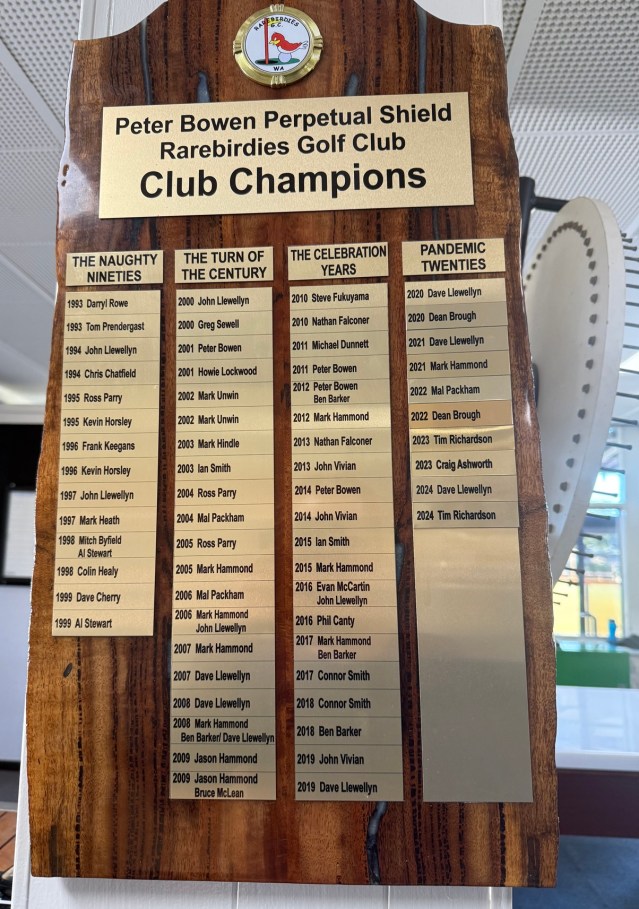 RAREBIRDIES
G.C
WA
Peter Bowen Perpetual Shield
Rarebirdies Golf Club
Club Champions
THE NAUGHTY
NINETIES
1993 Darryl Rowe
1993 Tom Prendergast
1994 John Llewellyn
1994 Chris Chatfield
1995 Ross Parry
1995 Kevin Horsley
1996 Frank Keegans
1996 Kevin Horsley
1997 John Llewellyn
1997 Mark Heath
1998 Mitch Byfield
Al Stewart
1998 Colin Healy
1999 Dave Cherry
1999 Al Stewart
THE TURN OF
THE CENTURY
2000 John Llewellyn
2000 Greg Sewell
2001 Peter Bowen
2001 Howie Lockwood
2002 Mark Unwin
2002 Mark Unwin
2003 Mark Hindle
2003 Ian Smith
2004 Ross Parry
2004 Mal Packham
2005 Ross Parry
2005 Mark Hammond
2006 Mal Packham
2006 Mark Hammond
John Llewellyn
2007 Mark Hammond
2007 Dave Llewellyn
2008 Dave Llewellyn
2008 Mark Hammond
Ben Barker/ Dave Llewellyn
2009 Jason Hammond
2009 Jason Hammond
Bruce McLean
THE CELEBRATION
YEARS
2010 Steve Fukuyama
2010 Nathan Falconer
2011 Michael Dunnett
2011 Peter Bowen
2012 Peter Bowen
Ben Barker
2012 Mark Hammond
2013 Nathan Falconer
2013 John Vivian
2014 Peter Bowen
2014 John Vivian
2015 Ian Smith
2015 Mark Hammond
2016 Evan McCartin
John Llewellyn
2016 Phil Canty
2017 Mark Hammond
Ben Barker
2017 Connor Smith
2018 Connor Smith
2018 Ben Barker
2019 John Vivian
2019 Dave Llewellyn
PANDEMIC
TWENTIES
2020 Dave Llewellyn
2020 Dean Brough
2021 Dave Llewellyn
2021 Mark Hammond
2022 Mal Packham
2022 Dean Brough
2023 Tim Richardson
2023 Craig Ashworth
2024 Dave Llewellyn
2024 Tim Richardson